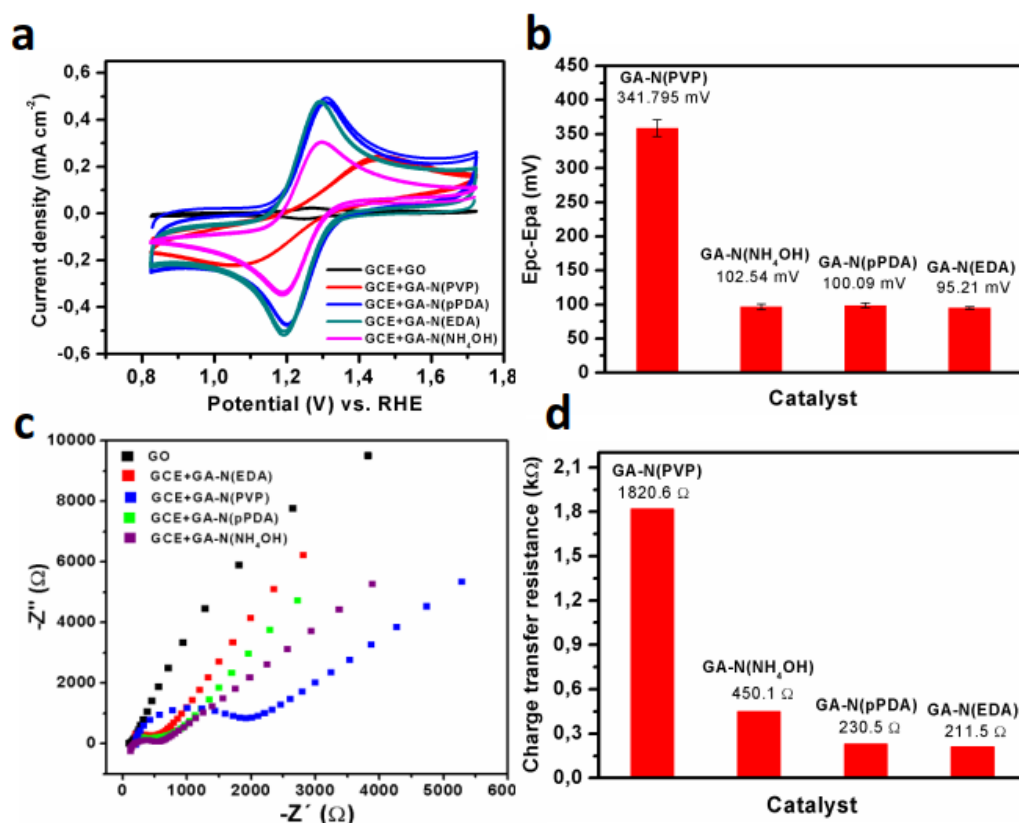 a
0,6
0,4
0,2
0,0
-0,2
-0,4
-0,6
Current density (mA cm⁻²)
GCE+GO
GCE+GA-N(PVP)
GCE+GA-N(pPDA)
GCE+GA-N(EDA)
GCE+GA-N(NH₄OH)
0,8 1,0 1,2 1,4 1,6 1,8
Potential (V) vs. RHE
b
450
400
350
300
250
200
150
100
50
0
Epc-Epa (mV)
GA-N(PVP)
341.795 mV
GA-N(NH₄OH)
102.54 mV
GA-N(pPDA)
100.09 mV
GA-N(EDA)
95.21 mV
Catalyst
c
10000
8000
6000
4000
2000
0
-Z'' (Ω)
GO
GCE+GA-N(EDA)
GCE+GA-N(PVP)
GCE+GA-N(pPDA)
GCE+GA-N(NH₄OH)
0 1000 2000 3000 4000 5000 6000
-Z´ (Ω)
d
2,1
1,8
1,5
1,2
0,9
0,6
0,3
0,0
Charge transfer resistance (kΩ)
GA-N(PVP)
1820.6 Ω
GA-N(NH₄OH)
450.1 Ω
GA-N(pPDA)
230.5 Ω
GA-N(EDA)
211.5 Ω
Catalyst